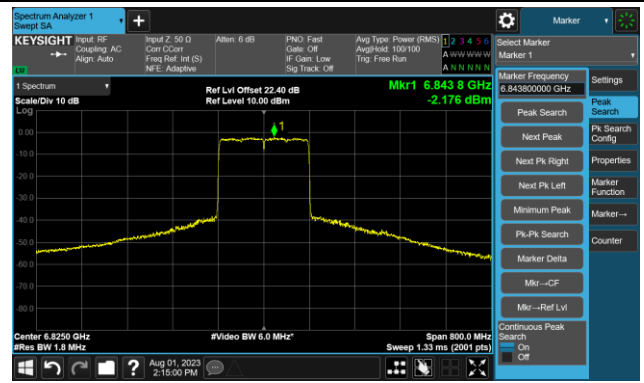 Spectrum Analyzer 1
Swept SA
Marker
KEYSIGHT
Input: RF
Coupling: AC
Align: Auto
Input Z: 50 Ω
Corr CCorr
Freq Ref: Int (S)
NFE: Adaptive
Atten: 6 dB
PNO: Fast
Gate: Off
IF Gain: Low
Sig Track: Off
Avg Type: Power (RMS)
Avg|Hold: 100/100
Trig: Free Run
1 2 3 4 5 6
A W W W W W
A N N N N N
Select Marker
Marker 1
1 Spectrum
Scale/Div 10 dB
Log
Ref Lvl Offset 22.40 dB
Ref Level 10.00 dBm
Mkr1 6.843 8 GHz
-2.176 dBm
1
0.00
-10.0
-20.0
-30.0
-40.0
-50.0
-60.0
-70.0
-80.0
Center 6.8250 GHz
#Res BW 1.8 MHz
#Video BW 6.0 MHz*
Span 800.0 MHz
Sweep 1.33 ms (2001 pts)
Marker Frequency
6.843800000 GHz
Peak Search
Next Peak
Next Pk Right
Next Pk Left
Minimum Peak
Pk-Pk Search
Marker Delta
Mkr→CF
Mkr→Ref Lvl
Continuous Peak
Search
On
Off
Settings
Peak
Search
Pk Search
Config
Properties
Marker
Function
Marker→
Counter
Aug 01, 2023
2:15:00 PM